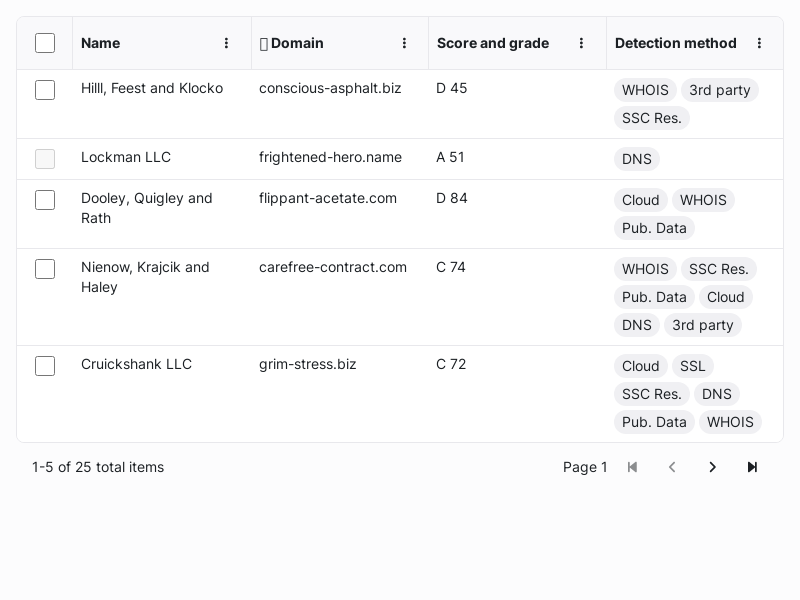 Name Domain Score and grade Detection method
Hilll, Feest and Klocko conscious-asphalt.biz D 45 WHOIS 3rd party
SSC Res.
Lockman LLC frightened-hero.name A 51 DNS
Dooley, Quigley and flippant-acetate.com D 84 Cloud WHOIS
Rath Pub. Data
Nienow, Krajcik and carefree-contract.com C 74 WHOIS SSC Res.
Haley Pub. Data Cloud
DNS 3rd party
Cruickshank LLC grim-stress.biz C 72 Cloud SSL
SSC Res. DNS
Pub. Data WHOIS
1-5 of 25 total items Page 1